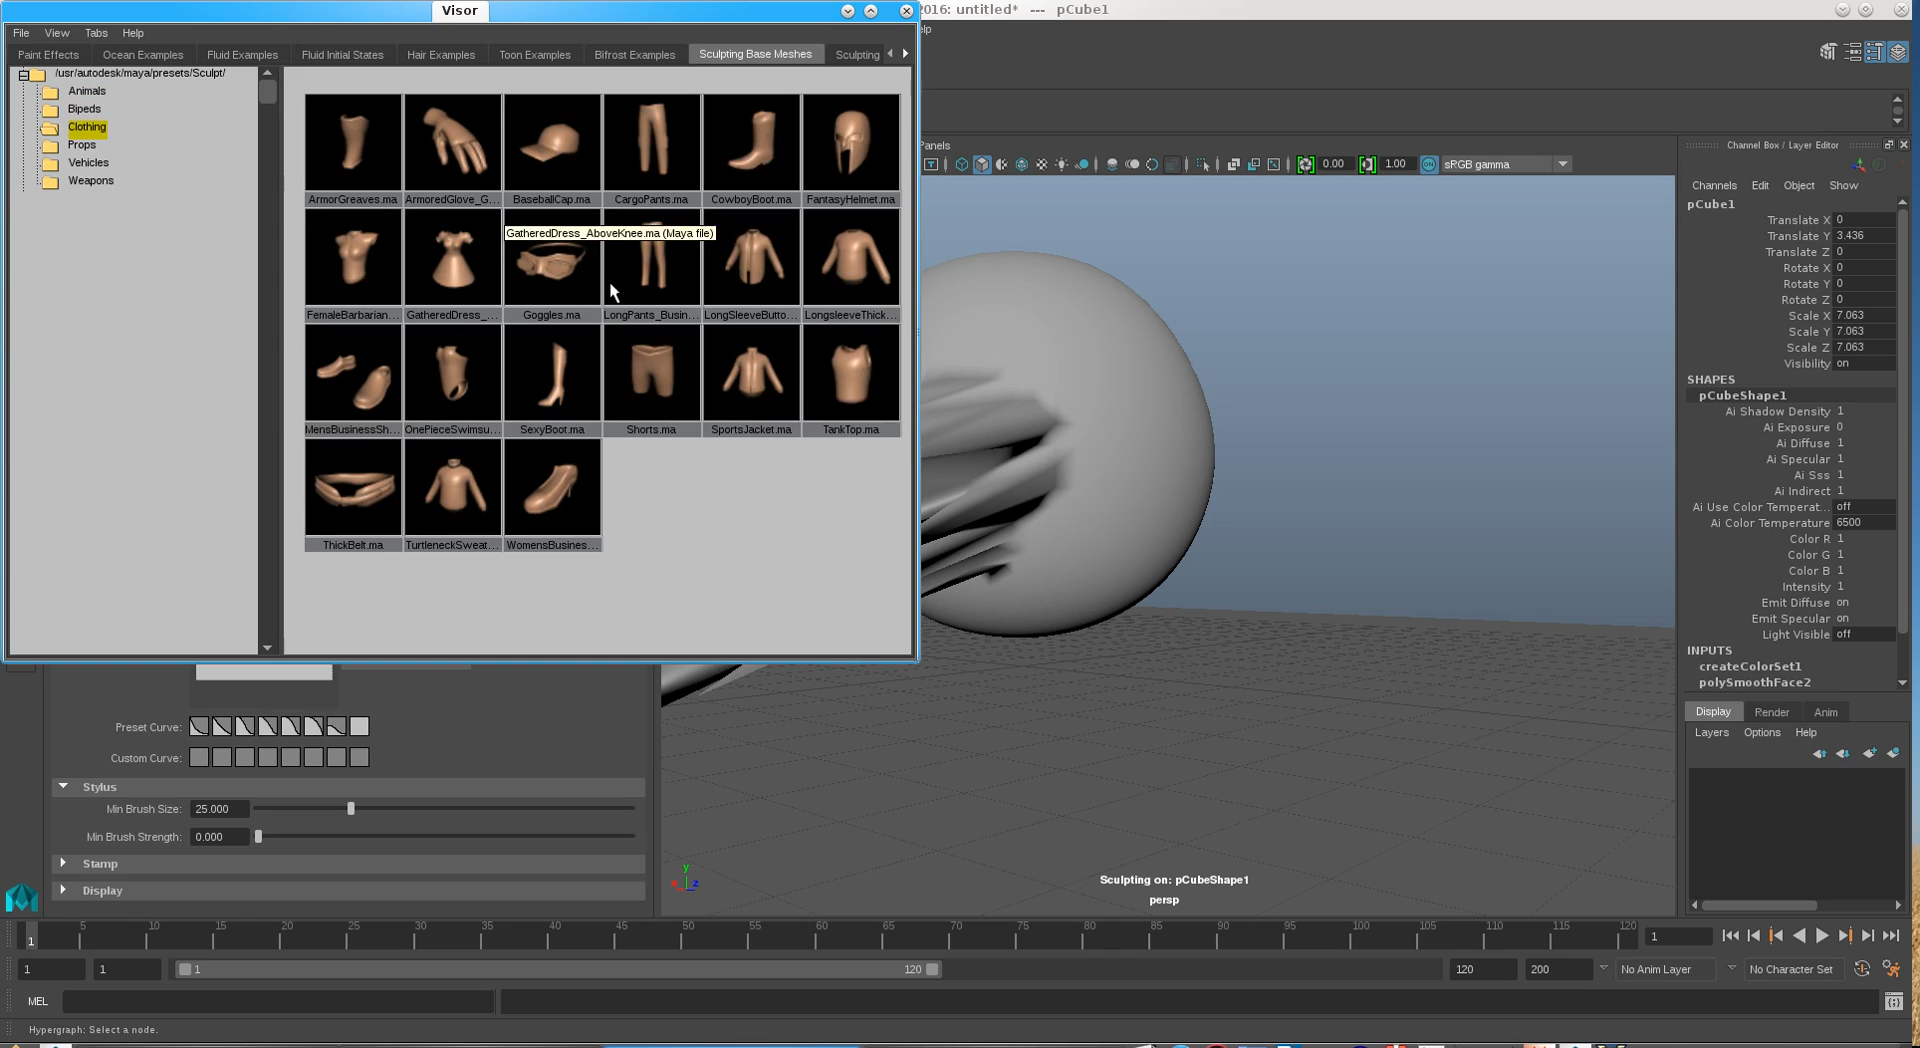 Visor
2016: untitled*   ---   pCube1
File View Tabs Help
elp
Paint Effects Ocean Examples Fluid Examples Fluid Initial States Hair Examples Toon Examples Bifrost Examples Sculpting Base Meshes Sculpting
/usr/autodesk/maya/presets/Sculpt/
Animals
Bipeds
Clothing
Props
Vehicles
Weapons
ArmorGreaves.ma ArmoredGlove_G... BaseballCap.ma CargoPants.ma CowboyBoot.ma FantasyHelmet.ma
GatheredDress_AboveKnee.ma (Maya file)
FemaleBarbarian... GatheredDress_... Goggles.ma LongPants_Busin... LongSleeveButto... LongsleeveThick...
MensBusinessSh... OnePieceSwimsu... SexyBoot.ma Shorts.ma SportsJacket.ma TankTop.ma
ThickBelt.ma TurtleneckSweat... WomensBusines...
Panels
0.00 1.00 ON sRGB gamma
Channel Box / Layer Editor
Channels Edit Object Show
pCube1
Translate X 0
Translate Y 3.436
Translate Z 0
Rotate X 0
Rotate Y 0
Rotate Z 0
Scale X 7.063
Scale Y 7.063
Scale Z 7.063
Visibility on
SHAPES
pCubeShape1
Ai Shadow Density 1
Ai Exposure 0
Ai Diffuse 1
Ai Specular 1
Ai Sss 1
Ai Indirect 1
Ai Use Color Temperat... off
Ai Color Temperature 6500
Color R 1
Color G 1
Color B 1
Intensity 1
Emit Diffuse on
Emit Specular on
Light Visible off
INPUTS
createColorSet1
polySmoothFace2
Display Render Anim
Layers Options Help
Preset Curve:
Custom Curve:
Stylus
Min Brush Size: 25.000
Min Brush Strength: 0.000
Stamp
Display
y
x z
Sculpting on: pCubeShape1
persp
1 5 10 15 20 25 30 35 40 45 50 55 60 65 70 75 80 85 90 95 100 105 110 115 120 1
1 1 1 120 120 200 No Anim Layer No Character Set
MEL
Hypergraph: Select a node.